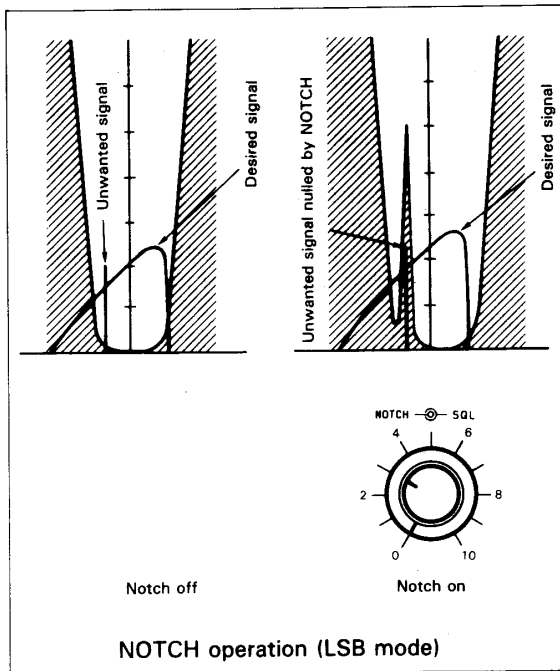 Unwanted signal
Desired signal
Unwanted signal nulled by NOTCH
Desired signal
NOTCH SQL
4 6
2 8
0 10
Notch off
Notch on
NOTCH operation (LSB mode)